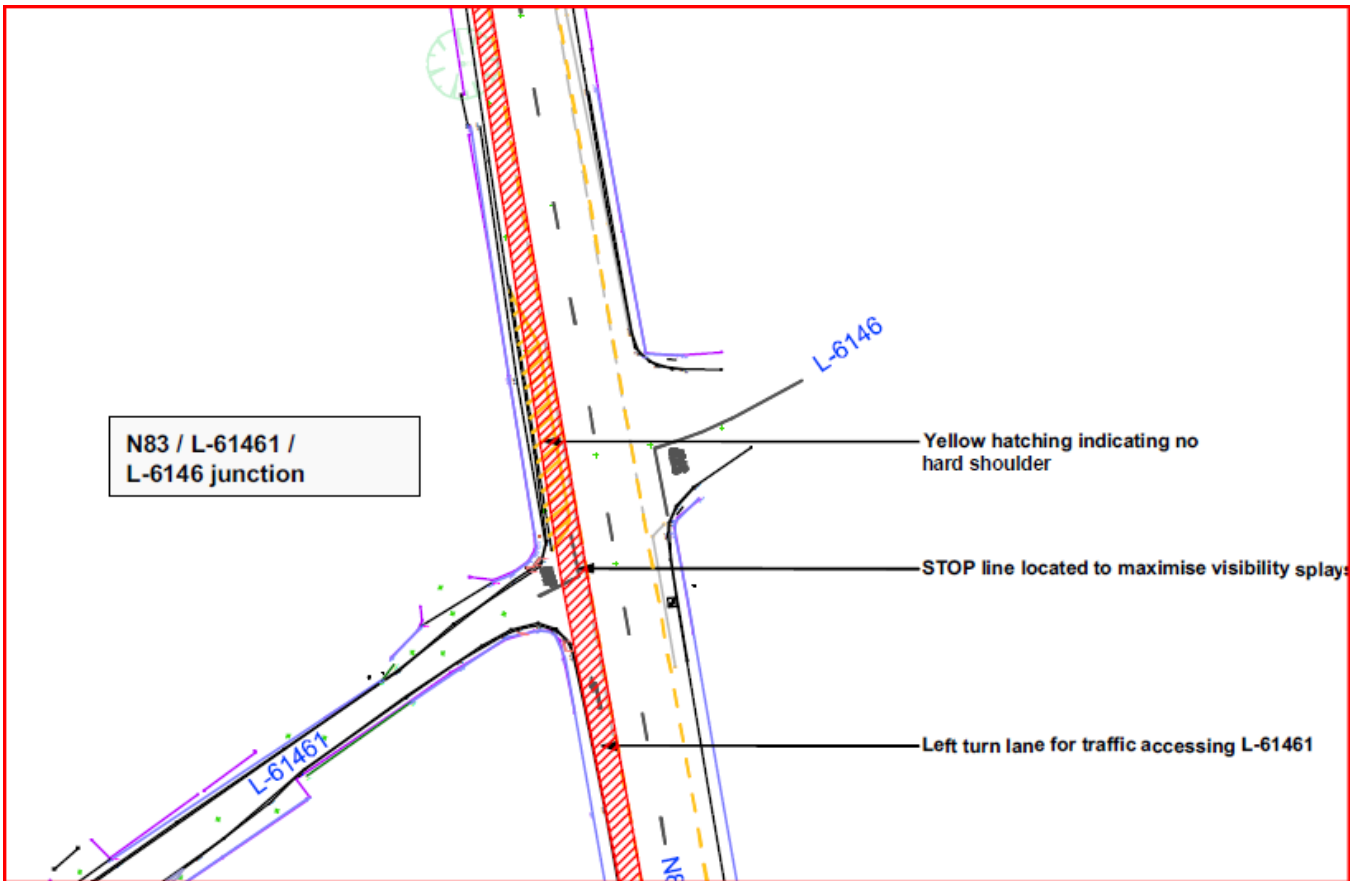 L-6146
N83 / L-61461 /
L-6146 junction
Yellow hatching indicating no
hard shoulder
STOP line located to maximise visibility splays
Left turn lane for traffic accessing L-61461
L-61461
N8